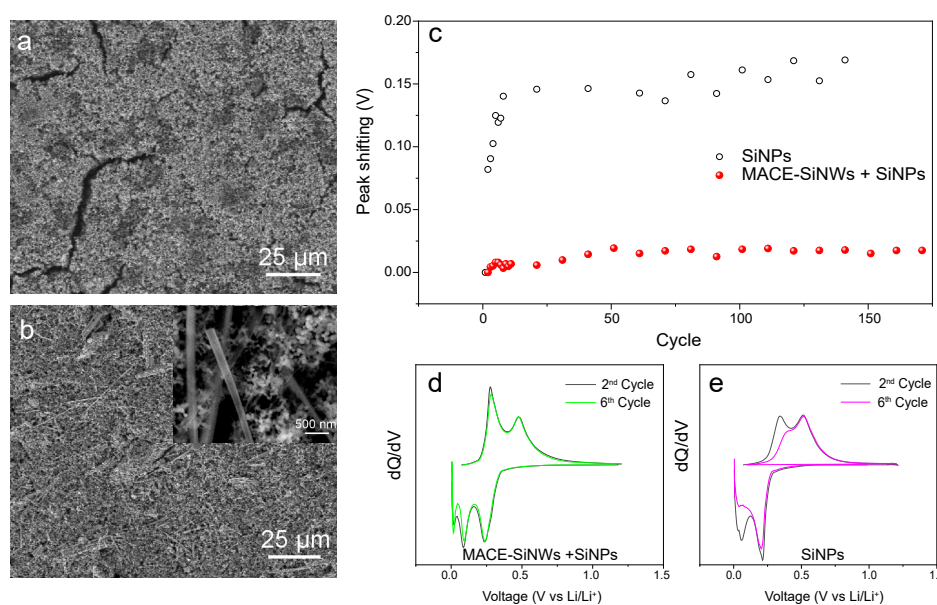 a
25 μm
b
500 nm
25 μm
c
Peak shifting (V)
0.20
0.15
0.10
0.05
0.00
SiNPs
MACE-SiNWs + SiNPs
0
50
100
150
Cycle
d
2nd Cycle
6th Cycle
dQ/dV
MACE-SiNWs +SiNPs
0.0
0.5
1.0
1.5
Voltage (V vs Li/Li⁺)
e
2nd Cycle
6th Cycle
dQ/dV
SiNPs
0.0
0.5
1.0
1.5
Voltage (V vs Li/Li⁺)